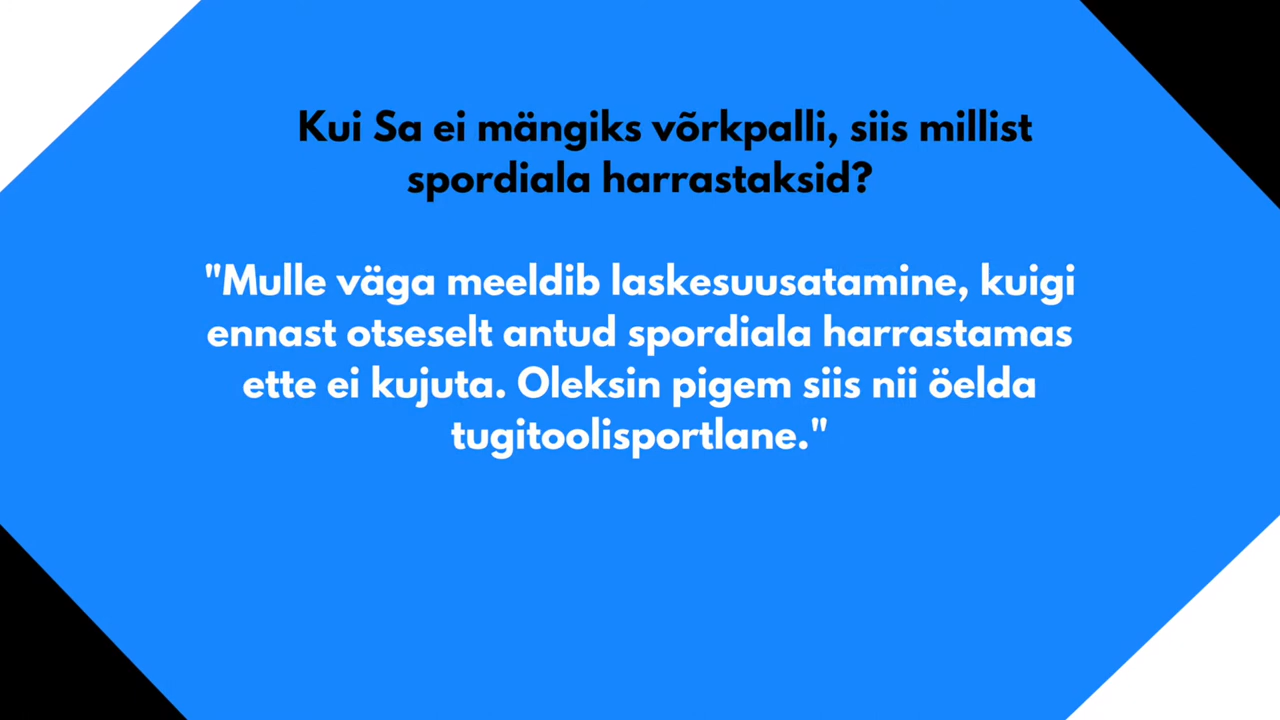 Kui Sa ei mängiks võrkpalli, siis millist
spordiala harrastaksid?
"Mulle väga meeldib laskesuusatamine, kuigi
ennast otseselt antud spordiala harrastamas
ette ei kujuta. Oleksin pigem siis nii öelda
tugitoolisportlane."